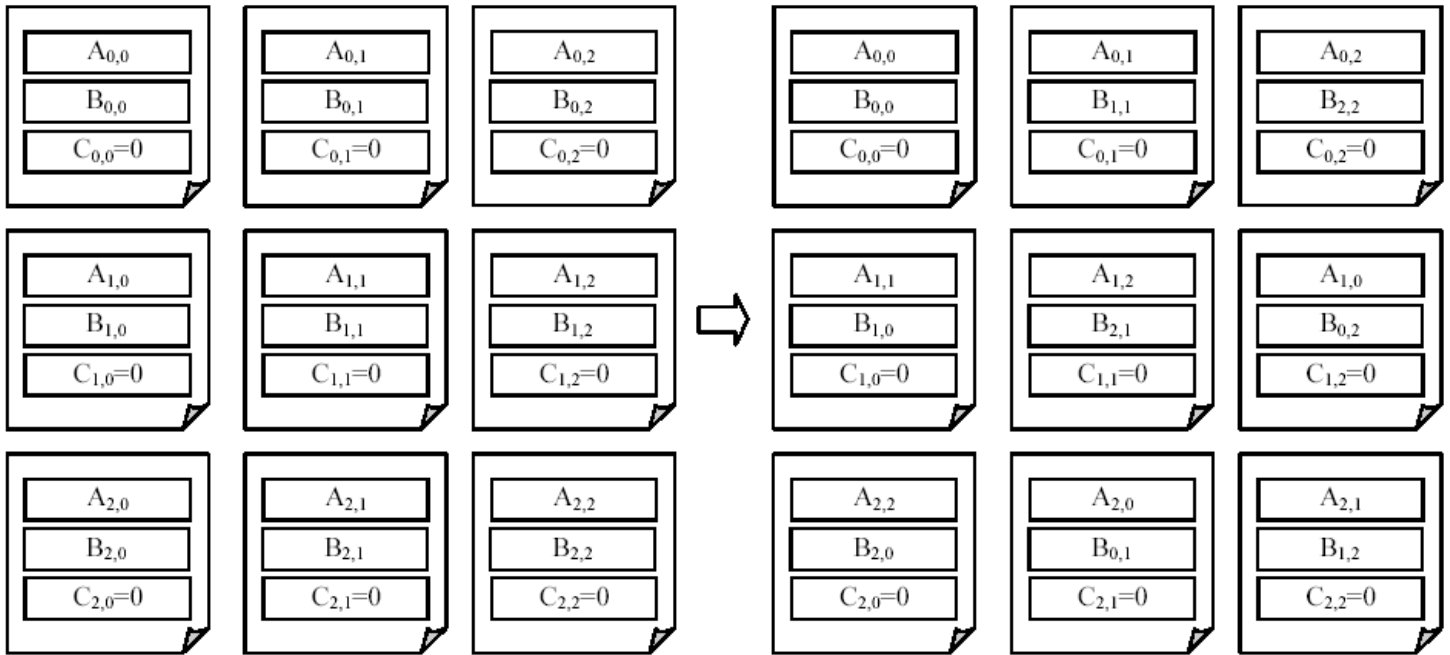 A0,0 A0,1 A0,2 A0,0 A0,1 A0,2
B0,0 B0,1 B0,2 B0,0 B1,1 B2,2
C0,0=0 C0,1=0 C0,2=0 C0,0=0 C0,1=0 C0,2=0
A1,0 A1,1 A1,2 A1,1 A1,2 A1,0
B1,0 B1,1 B1,2 B1,0 B2,1 B0,2
C1,0=0 C1,1=0 C1,2=0 C1,0=0 C1,1=0 C1,2=0
A2,0 A2,1 A2,2 A2,2 A2,0 A2,1
B2,0 B2,1 B2,2 B2,0 B0,1 B1,2
C2,0=0 C2,1=0 C2,2=0 C2,0=0 C2,1=0 C2,2=0